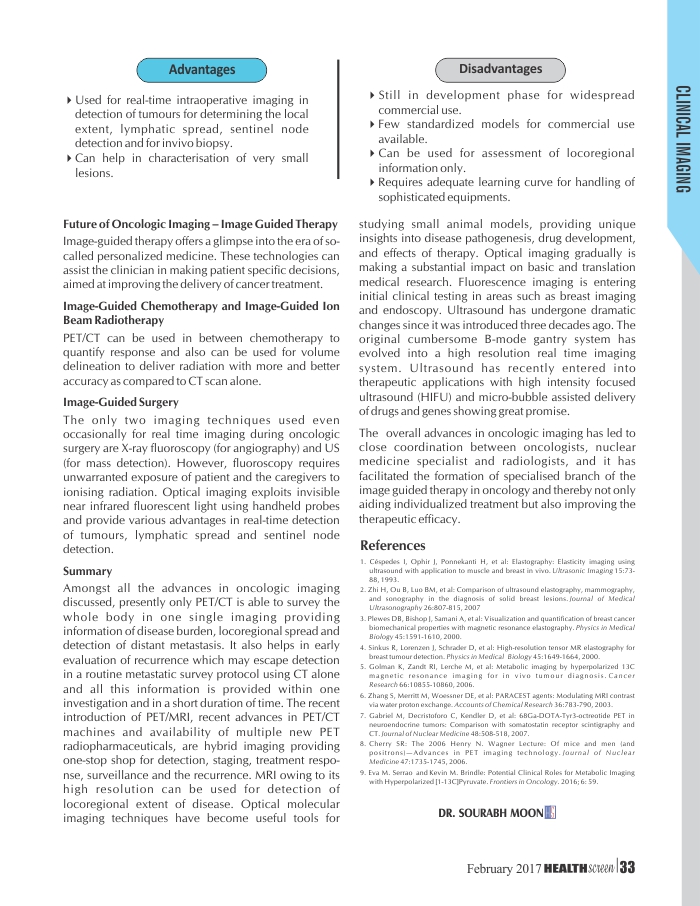 Advantages
Used for real-time intraoperative imaging in
detection of tumours for determining the local
extent, lymphatic spread, sentinel node
detection and for invivo biopsy.
Can help in characterisation of very small
lesions.
Disadvantages
Still in development phase for widespread
commercial use.
Few standardized models for commercial use
available.
Can be used for assessment of locoregional
information only.
Requires adequate learning curve for handling of
sophisticated equipments.
CLINICAL IMAGING
Future of Oncologic Imaging – Image Guided Therapy
Image-guided therapy offers a glimpse into the era of so-
called personalized medicine. These technologies can
assist the clinician in making patient specific decisions,
aimed at improving the delivery of cancer treatment.
Image-Guided Chemotherapy and Image-Guided Ion
Beam Radiotherapy
PET/CT can be used in between chemotherapy to
quantify response and also can be used for volume
delineation to deliver radiation with more and better
accuracy as compared to CT scan alone.
Image-Guided Surgery
The only two imaging techniques used even
occasionally for real time imaging during oncologic
surgery are X-ray fluoroscopy (for angiography) and US
(for mass detection). However, fluoroscopy requires
unwarranted exposure of patient and the caregivers to
ionising radiation. Optical imaging exploits invisible
near infrared fluorescent light using handheld probes
and provide various advantages in real-time detection
of tumours, lymphatic spread and sentinel node
detection.
Summary
Amongst all the advances in oncologic imaging
discussed, presently only PET/CT is able to survey the
whole body in one single imaging providing
information of disease burden, locoregional spread and
detection of distant metastasis. It also helps in early
evaluation of recurrence which may escape detection
in a routine metastatic survey protocol using CT alone
and all this information is provided within one
investigation and in a short duration of time. The recent
introduction of PET/MRI, recent advances in PET/CT
machines and availability of multiple new PET
radiopharmaceuticals, are hybrid imaging providing
one-stop shop for detection, staging, treatment respo-
nse, surveillance and the recurrence. MRI owing to its
high resolution can be used for detection of
locoregional extent of disease. Optical molecular
imaging techniques have become useful tools for
studying small animal models, providing unique
insights into disease pathogenesis, drug development,
and effects of therapy. Optical imaging gradually is
making a substantial impact on basic and translation
medical research. Fluorescence imaging is entering
initial clinical testing in areas such as breast imaging
and endoscopy. Ultrasound has undergone dramatic
changes since it was introduced three decades ago. The
original cumbersome B-mode gantry system has
evolved into a high resolution real time imaging
system. Ultrasound has recently entered into
therapeutic applications with high intensity focused
ultrasound (HIFU) and micro-bubble assisted delivery
of drugs and genes showing great promise.
The overall advances in oncologic imaging has led to
close coordination between oncologists, nuclear
medicine specialist and radiologists, and it has
facilitated the formation of specialised branch of the
image guided therapy in oncology and thereby not only
aiding individualized treatment but also improving the
therapeutic efficacy.
References
1. Céspedes I, Ophir J, Ponnekanti H, et al: Elastography: Elasticity imaging using
ultrasound with application to muscle and breast in vivo. Ultrasonic Imaging 15:73-
88, 1993.
2. Zhi H, Ou B, Luo BM, et al: Comparison of ultrasound elastography, mammography,
and sonography in the diagnosis of solid breast lesions. Journal of Medical
Ultrasonography 26:807-815, 2007
3. Plewes DB, Bishop J, Samani A, et al: Visualization and quantification of breast cancer
biomechanical properties with magnetic resonance elastography. Physics in Medical
Biology 45:1591-1610, 2000.
4. Sinkus R, Lorenzen J, Schrader D, et al: High-resolution tensor MR elastography for
breast tumour detection. Physics in Medical Biology 45:1649-1664, 2000.
5. Golman K, Zandt RI, Lerche M, et al: Metabolic imaging by hyperpolarized 13C
magnetic resonance imaging for in vivo tumour diagnosis. Cancer
Research 66:10855-10860, 2006.
6. Zhang S, Merritt M, Woessner DE, et al: PARACEST agents: Modulating MRI contrast
via water proton exchange. Accounts of Chemical Research 36:783-790, 2003.
7. Gabriel M, Decristoforo C, Kendler D, et al: 68Ga-DOTA-Tyr3-octreotide PET in
neuroendocrine tumors: Comparison with somatostatin receptor scintigraphy and
CT. Journal of Nuclear Medicine 48:508-518, 2007.
8. Cherry SR: The 2006 Henry N. Wagner Lecture: Of mice and men (and
positrons)—Advances in PET imaging technology. Journal of Nuclear
Medicine 47:1735-1745, 2006.
9. Eva M. Serrao and Kevin M. Brindle: Potential Clinical Roles for Metabolic Imaging
with Hyperpolarized [1-13C]Pyruvate. Frontiers in Oncology. 2016; 6: 59.
DR. SOURABH MOON
February 2017 HEALTHscreen 33